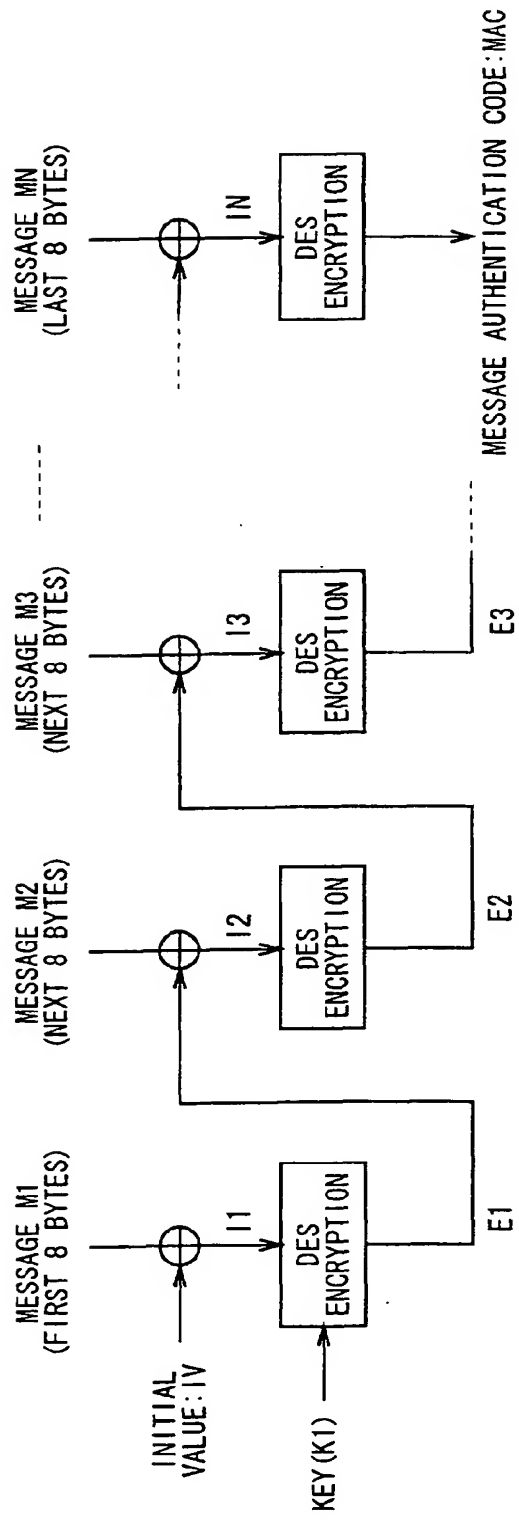 MESSAGE M1
(FIRST 8 BYTES)
MESSAGE M2
(NEXT 8 BYTES)
MESSAGE M3
(NEXT 8 BYTES)
MESSAGE MN
(LAST 8 BYTES)
INITIAL
VALUE:IV
I1
I2
I3
IN
KEY(K1)
DES
ENCRYPTION
DES
ENCRYPTION
DES
ENCRYPTION
DES
ENCRYPTION
E1
E2
E3
MESSAGE AUTHENTICATION CODE:MAC